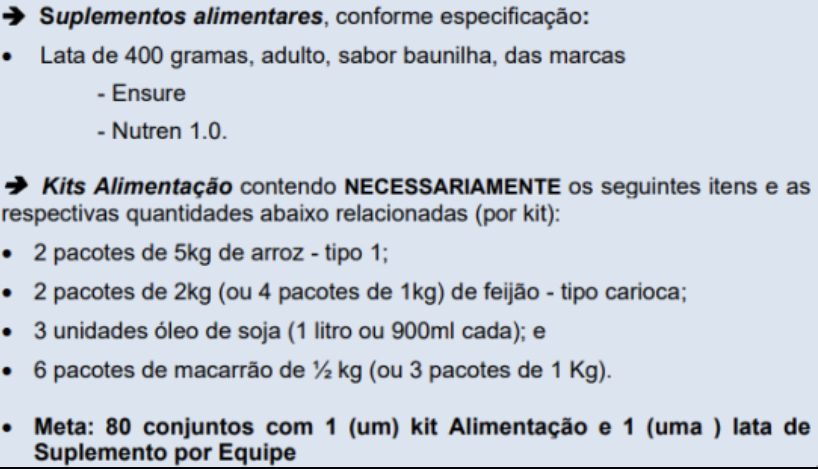 ➔ Suplementos alimentares, conforme especificação:
• Lata de 400 gramas, adulto, sabor baunilha, das marcas
- Ensure
- Nutren 1.0.
➔ Kits Alimentação contendo NECESSARIAMENTE os seguintes itens e as
respectivas quantidades abaixo relacionadas (por kit):
• 2 pacotes de 5kg de arroz - tipo 1;
• 2 pacotes de 2kg (ou 4 pacotes de 1kg) de feijão - tipo carioca;
• 3 unidades óleo de soja (1 litro ou 900ml cada); e
• 6 pacotes de macarrão de ½ kg (ou 3 pacotes de 1 Kg).
• Meta: 80 conjuntos com 1 (um) kit Alimentação e 1 (uma ) lata de
Suplemento por Equipe